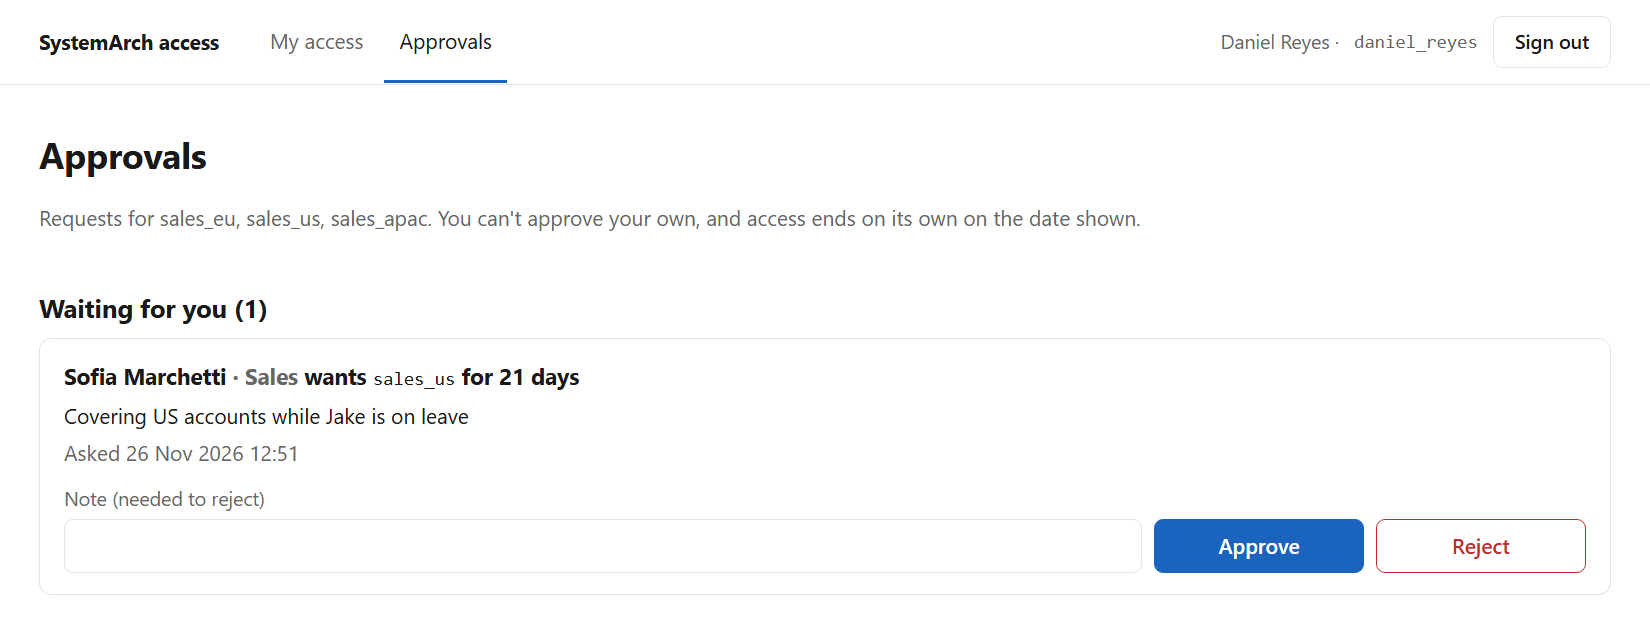 SystemArch access My access Approvals Daniel Reyes · daniel_reyes Sign out
Approvals
Requests for sales_eu, sales_us, sales_apac. You can't approve your own, and access ends on its own on the date shown.
Waiting for you (1)
Sofia Marchetti · Sales wants sales_us for 21 days
Covering US accounts while Jake is on leave
Asked 26 Nov 2026 12:51
Note (needed to reject)
Approve Reject